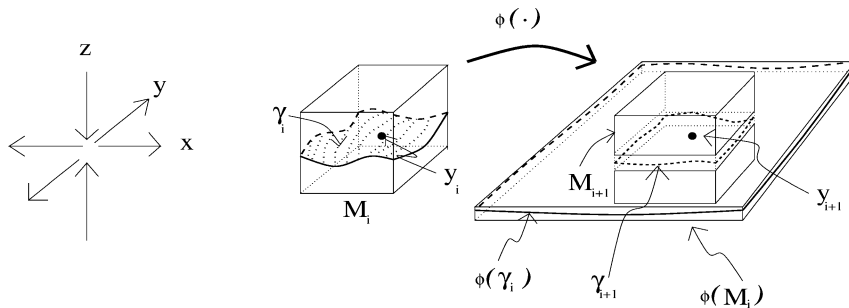 ϕ(·)
z
y
x
γ_i
y_i
M_i
M_{i+1}
y_{i+1}
ϕ(γ_i)
γ_{i+1}
ϕ(M_i)